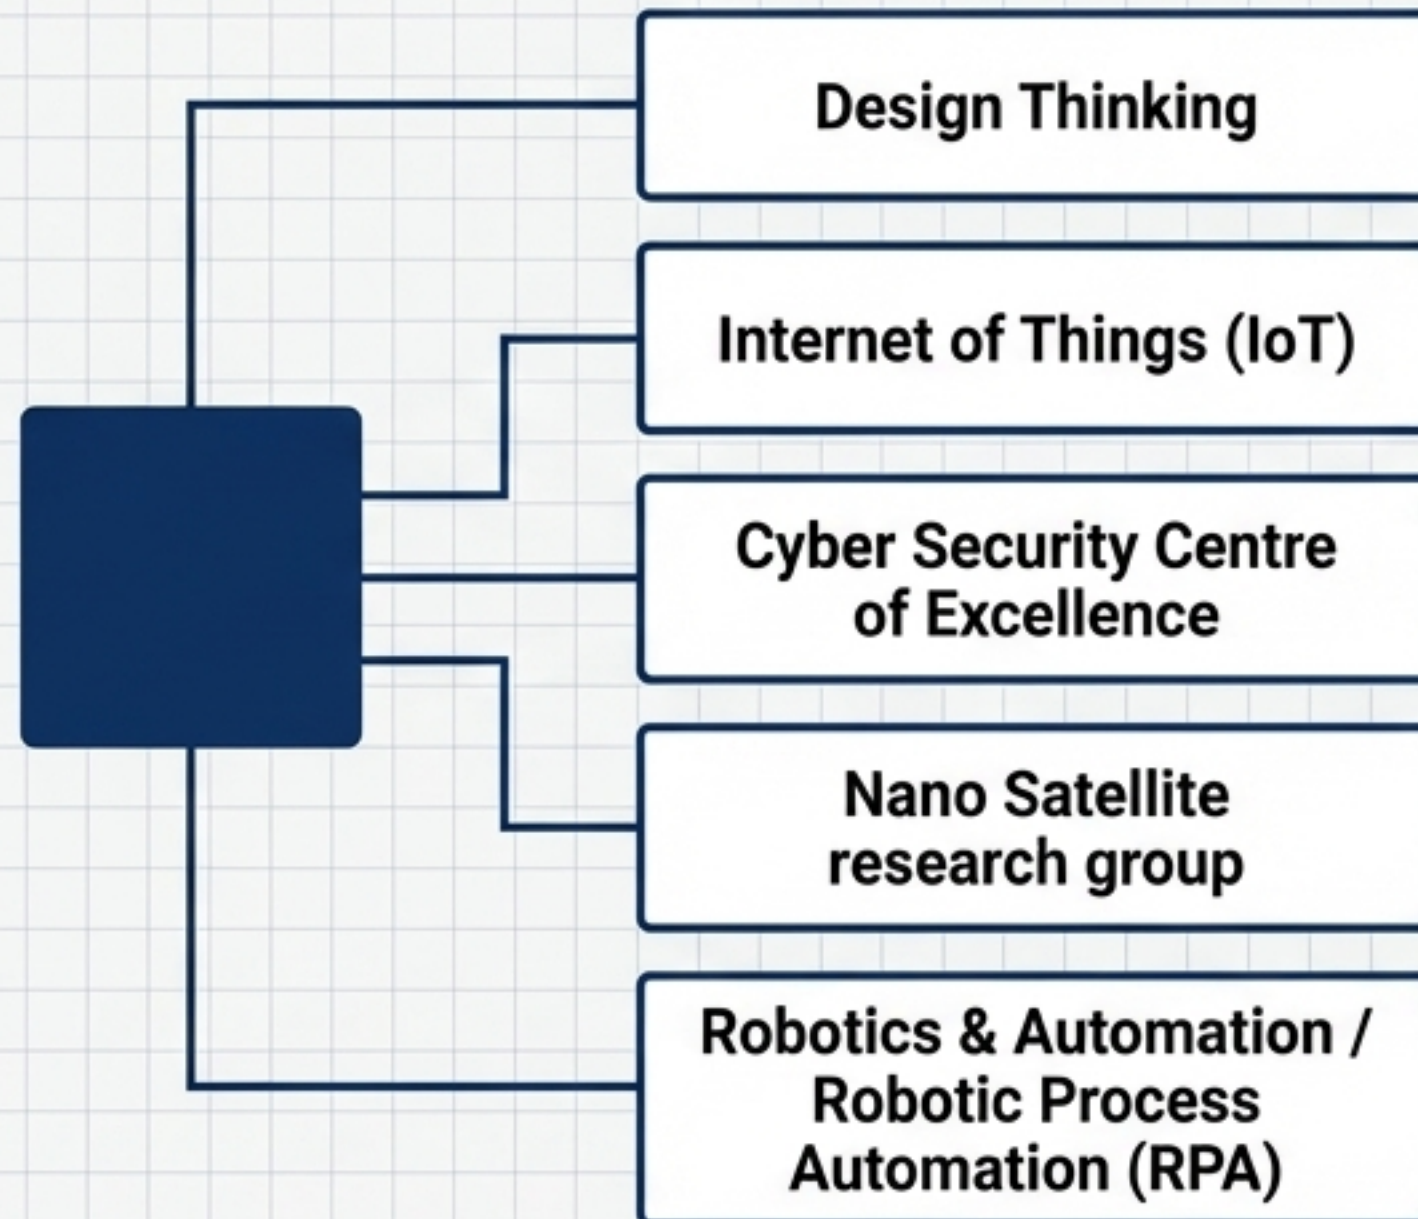 Design Thinking
Internet of Things (IoT)
Cyber Security Centre
of Excellence
Nano Satellite
research group
Robotics & Automation /
Robotic Process
Automation (RPA)